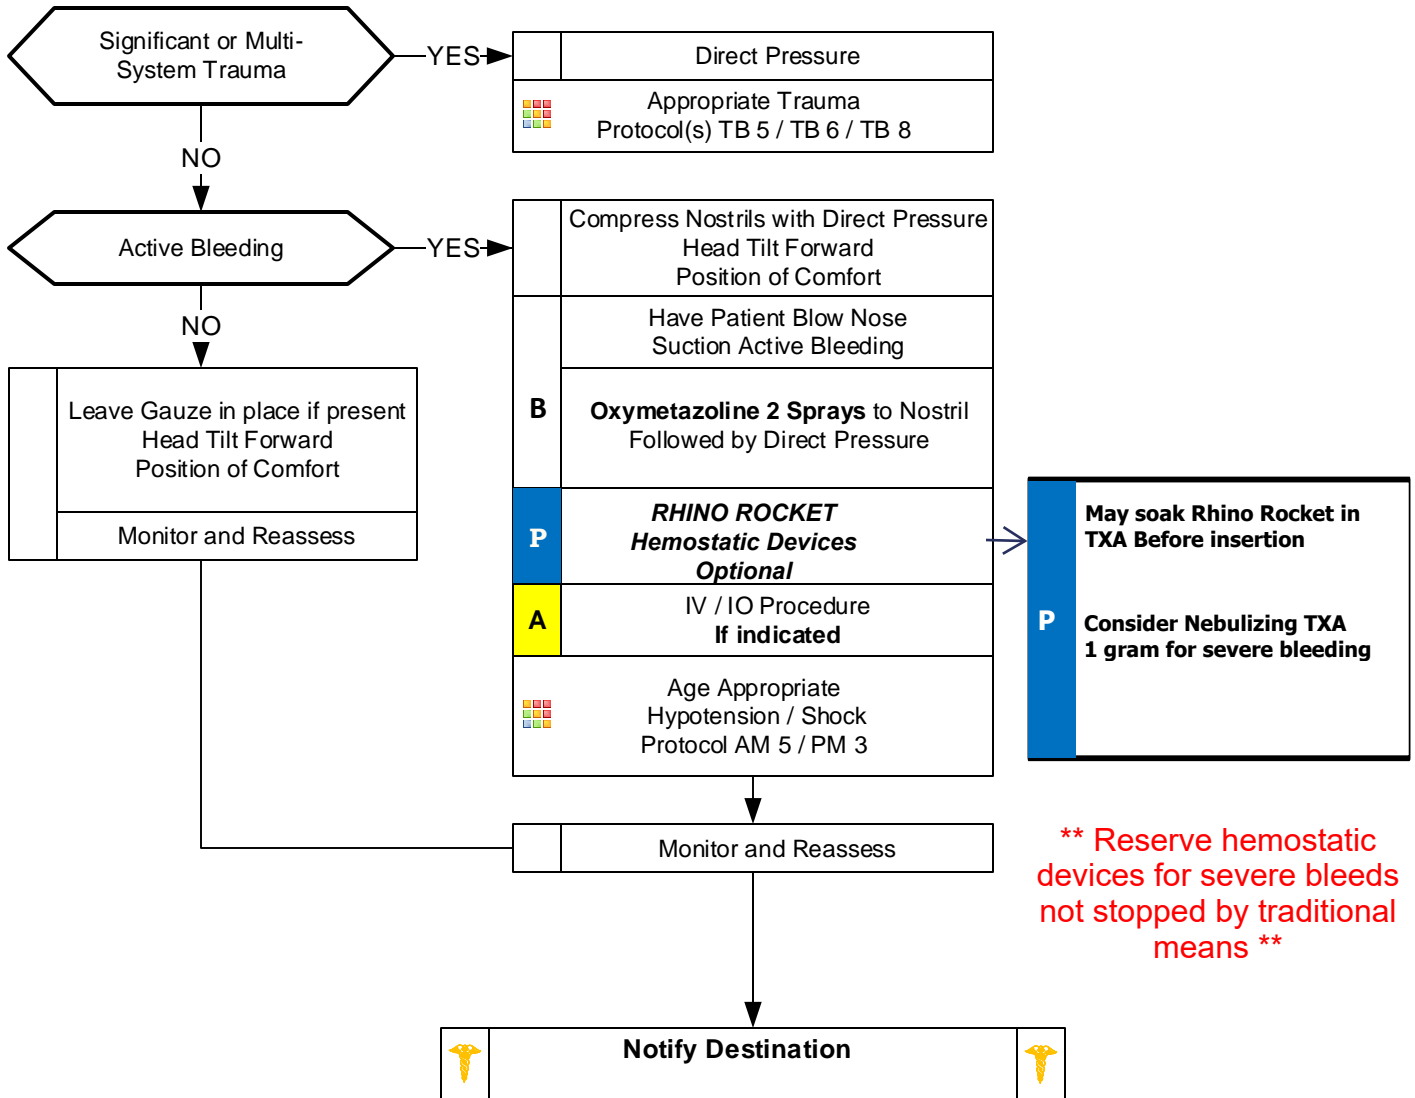 Significant or Multi-
System Trauma
YES
Direct Pressure
Appropriate Trauma
Protocol(s) TB 5 / TB 6 / TB 8
NO
Active Bleeding
YES
Compress Nostrils with Direct Pressure
Head Tilt Forward
Position of Comfort
B
Have Patient Blow Nose
Suction Active Bleeding
Oxymetazoline 2 Sprays to Nostril
Followed by Direct Pressure
NO
Leave Gauze in place if present
Head Tilt Forward
Position of Comfort
Monitor and Reassess
P
RHINO ROCKET
Hemostatic Devices
Optional
P
May soak Rhino Rocket in
TXA Before insertion
Consider Nebulizing TXA
1 gram for severe bleeding
A
IV / IO Procedure
If indicated
Age Appropriate
Hypotension / Shock
Protocol AM 5 / PM 3
Monitor and Reassess
** Reserve hemostatic
devices for severe bleeds
not stopped by traditional
means **
Notify Destination